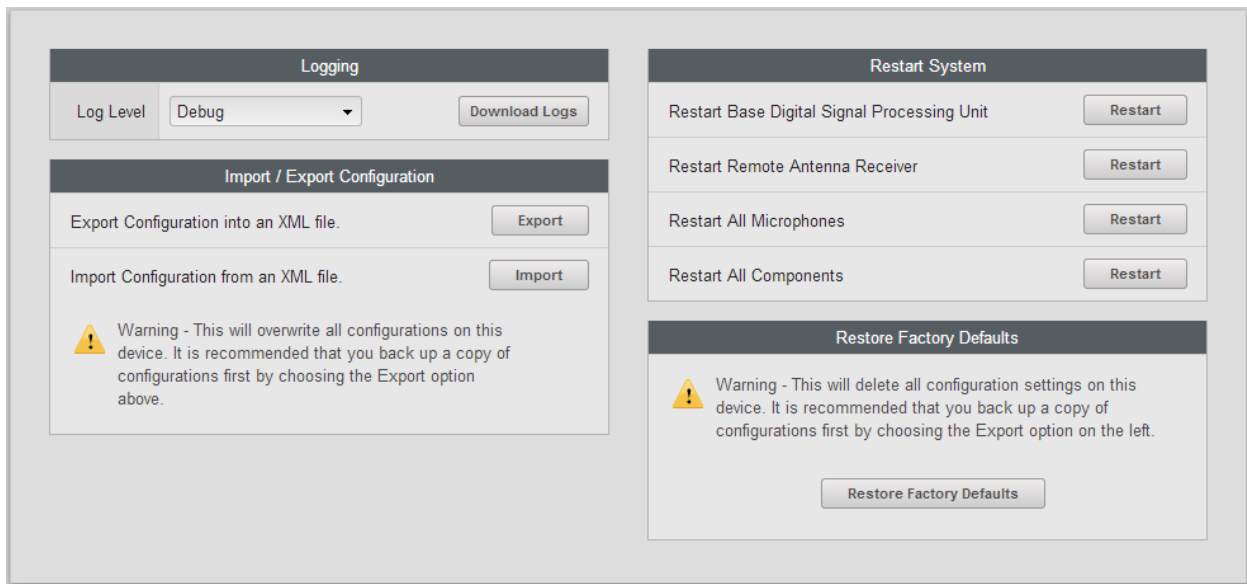 Logging
Log Level
Debug
Download Logs
Import / Export Configuration
Export Configuration into an XML file.
Export
Import Configuration from an XML file.
Import
Warning - This will overwrite all configurations on this
device. It is recommended that you back up a copy of
configurations first by choosing the Export option
above.
Restart System
Restart Base Digital Signal Processing Unit
Restart
Restart Remote Antenna Receiver
Restart
Restart All Microphones
Restart
Restart All Components
Restart
Restore Factory Defaults
Warning - This will delete all configuration settings on this
device. It is recommended that you back up a copy of
configurations first by choosing the Export option on the left.
Restore Factory Defaults